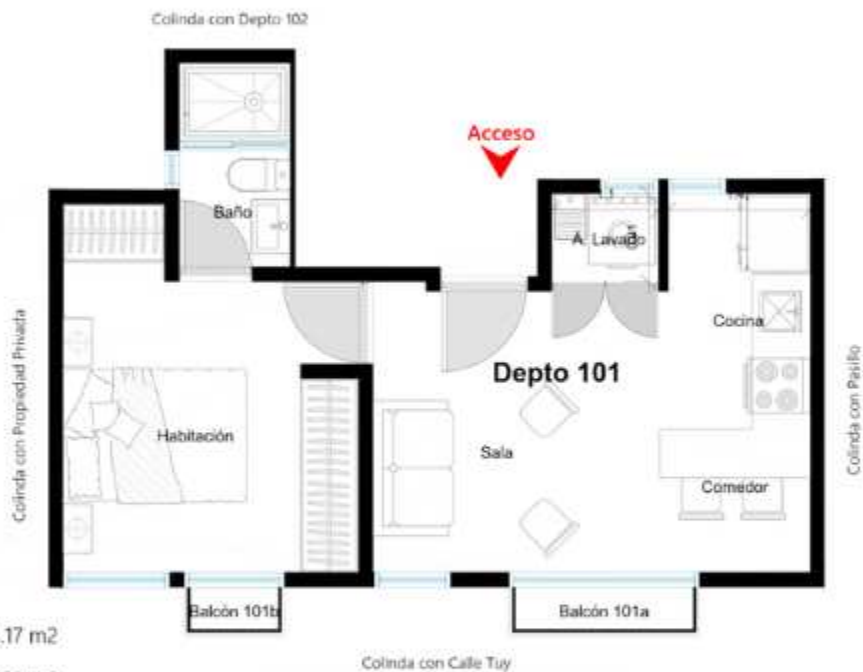 Colinda con Depto 102
Acceso
Baño
A. Lavado
Colinda con Propiedad Privada
Cocina
Depto 101
Colinda con Pasillo
Habitación
Sala
Comedor
Balcón 101b
Balcón 101a
.17 m2
Colinda con Calle Tuy